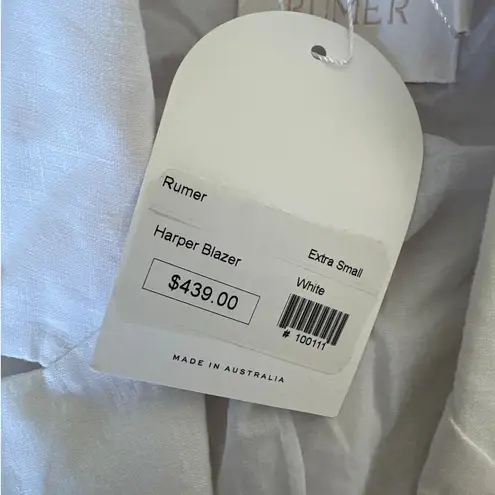 RUMER
Rumer
Harper Blazer
Extra Small
$439.00
White
# 100111
MADE IN AUSTRALIA